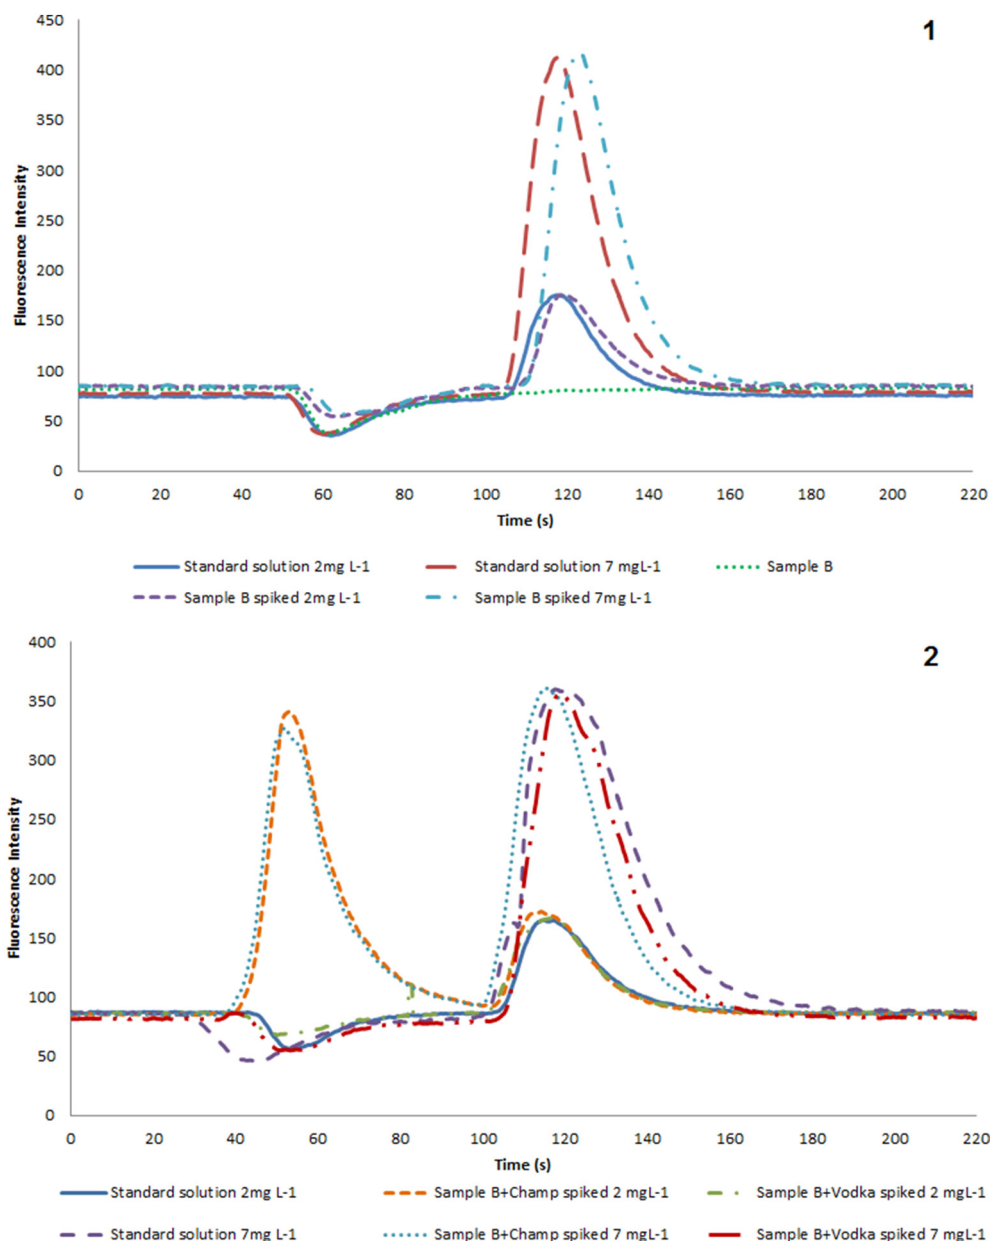 1
450
400
350
300
250
200
150
100
50
0
Fluorescence Intensity
0 20 40 60 80 100 120 140 160 180 200 220
Time (s)
Standard solution 2mg L-1 Standard solution 7 mgL-1 Sample B
Sample B spiked 2mg L-1 Sample B spiked 7mg L-1
2
400
350
300
250
200
150
100
50
0
Fluorescence Intensity
0 20 40 60 80 100 120 140 160 180 200 220
Time (s)
Standard solution 2mg L-1 Sample B+Champ spiked 2 mgL-1 Sample B+Vodka spiked 2 mgL-1
Standard solution 7mg L-1 Sample B+Champ spiked 7 mgL-1 Sample B+Vodka spiked 7 mgL-1